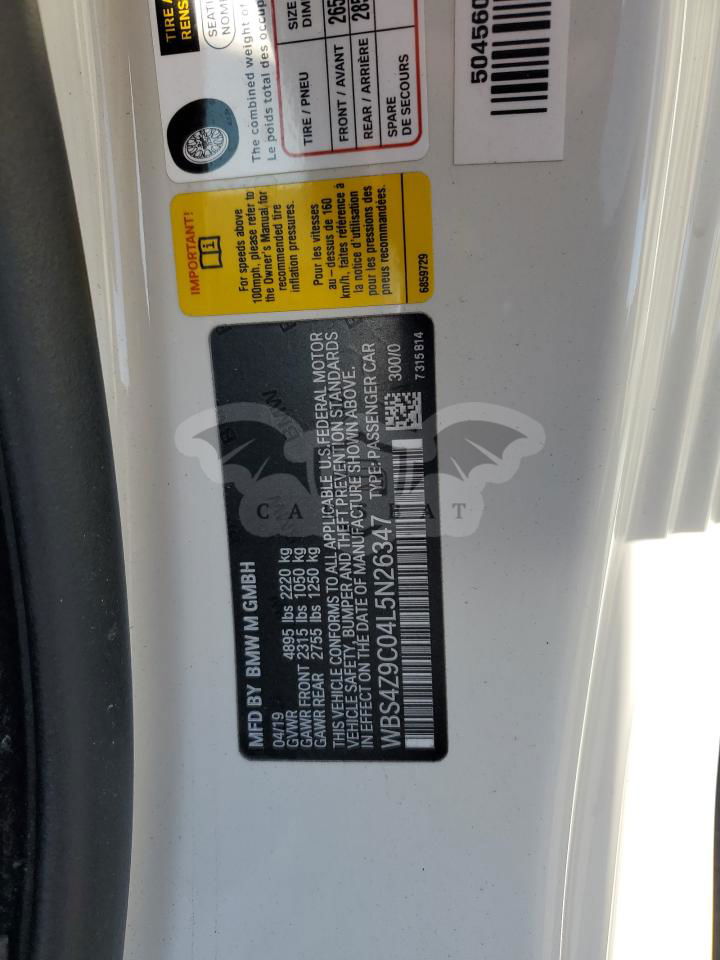 TIRE
RENS
SEATI
NOMB
The combined weight of
Le poids total des occup
SIZE
DIME
TIRE / PNEU
FRONT / AVANT
265
REAR / ARRIÈRE
SPARE
DE SECOURS
504560
IMPORTANT!
For speeds above
100mph, please refer to
the Owner's Manual for
recommended tire
inflation pressures.
Pour les vitesses
au – dessus de 160
km/h, faites référence à
la notice d'utilisation
pour les pressions des
pneus recommandées.
6859729
MFD BY BMW M GMBH
04/19
GVWR 4895 lbs 2220 kg
GAWR FRONT 2315 lbs 1050 kg
GAWR REAR 2755 lbs 1250 kg
THIS VEHICLE CONFORMS TO ALL APPLICABLE U.S.FEDERAL MOTOR
VEHICLE SAFETY, BUMPER AND THEFT PREVENTION STANDARDS
IN EFFECT ON THE DATE OF MANUFACTURE SHOWN ABOVE.
WBS4Z9C04L5N26347 TYPE: PASSENGER CAR
300/0
7315814